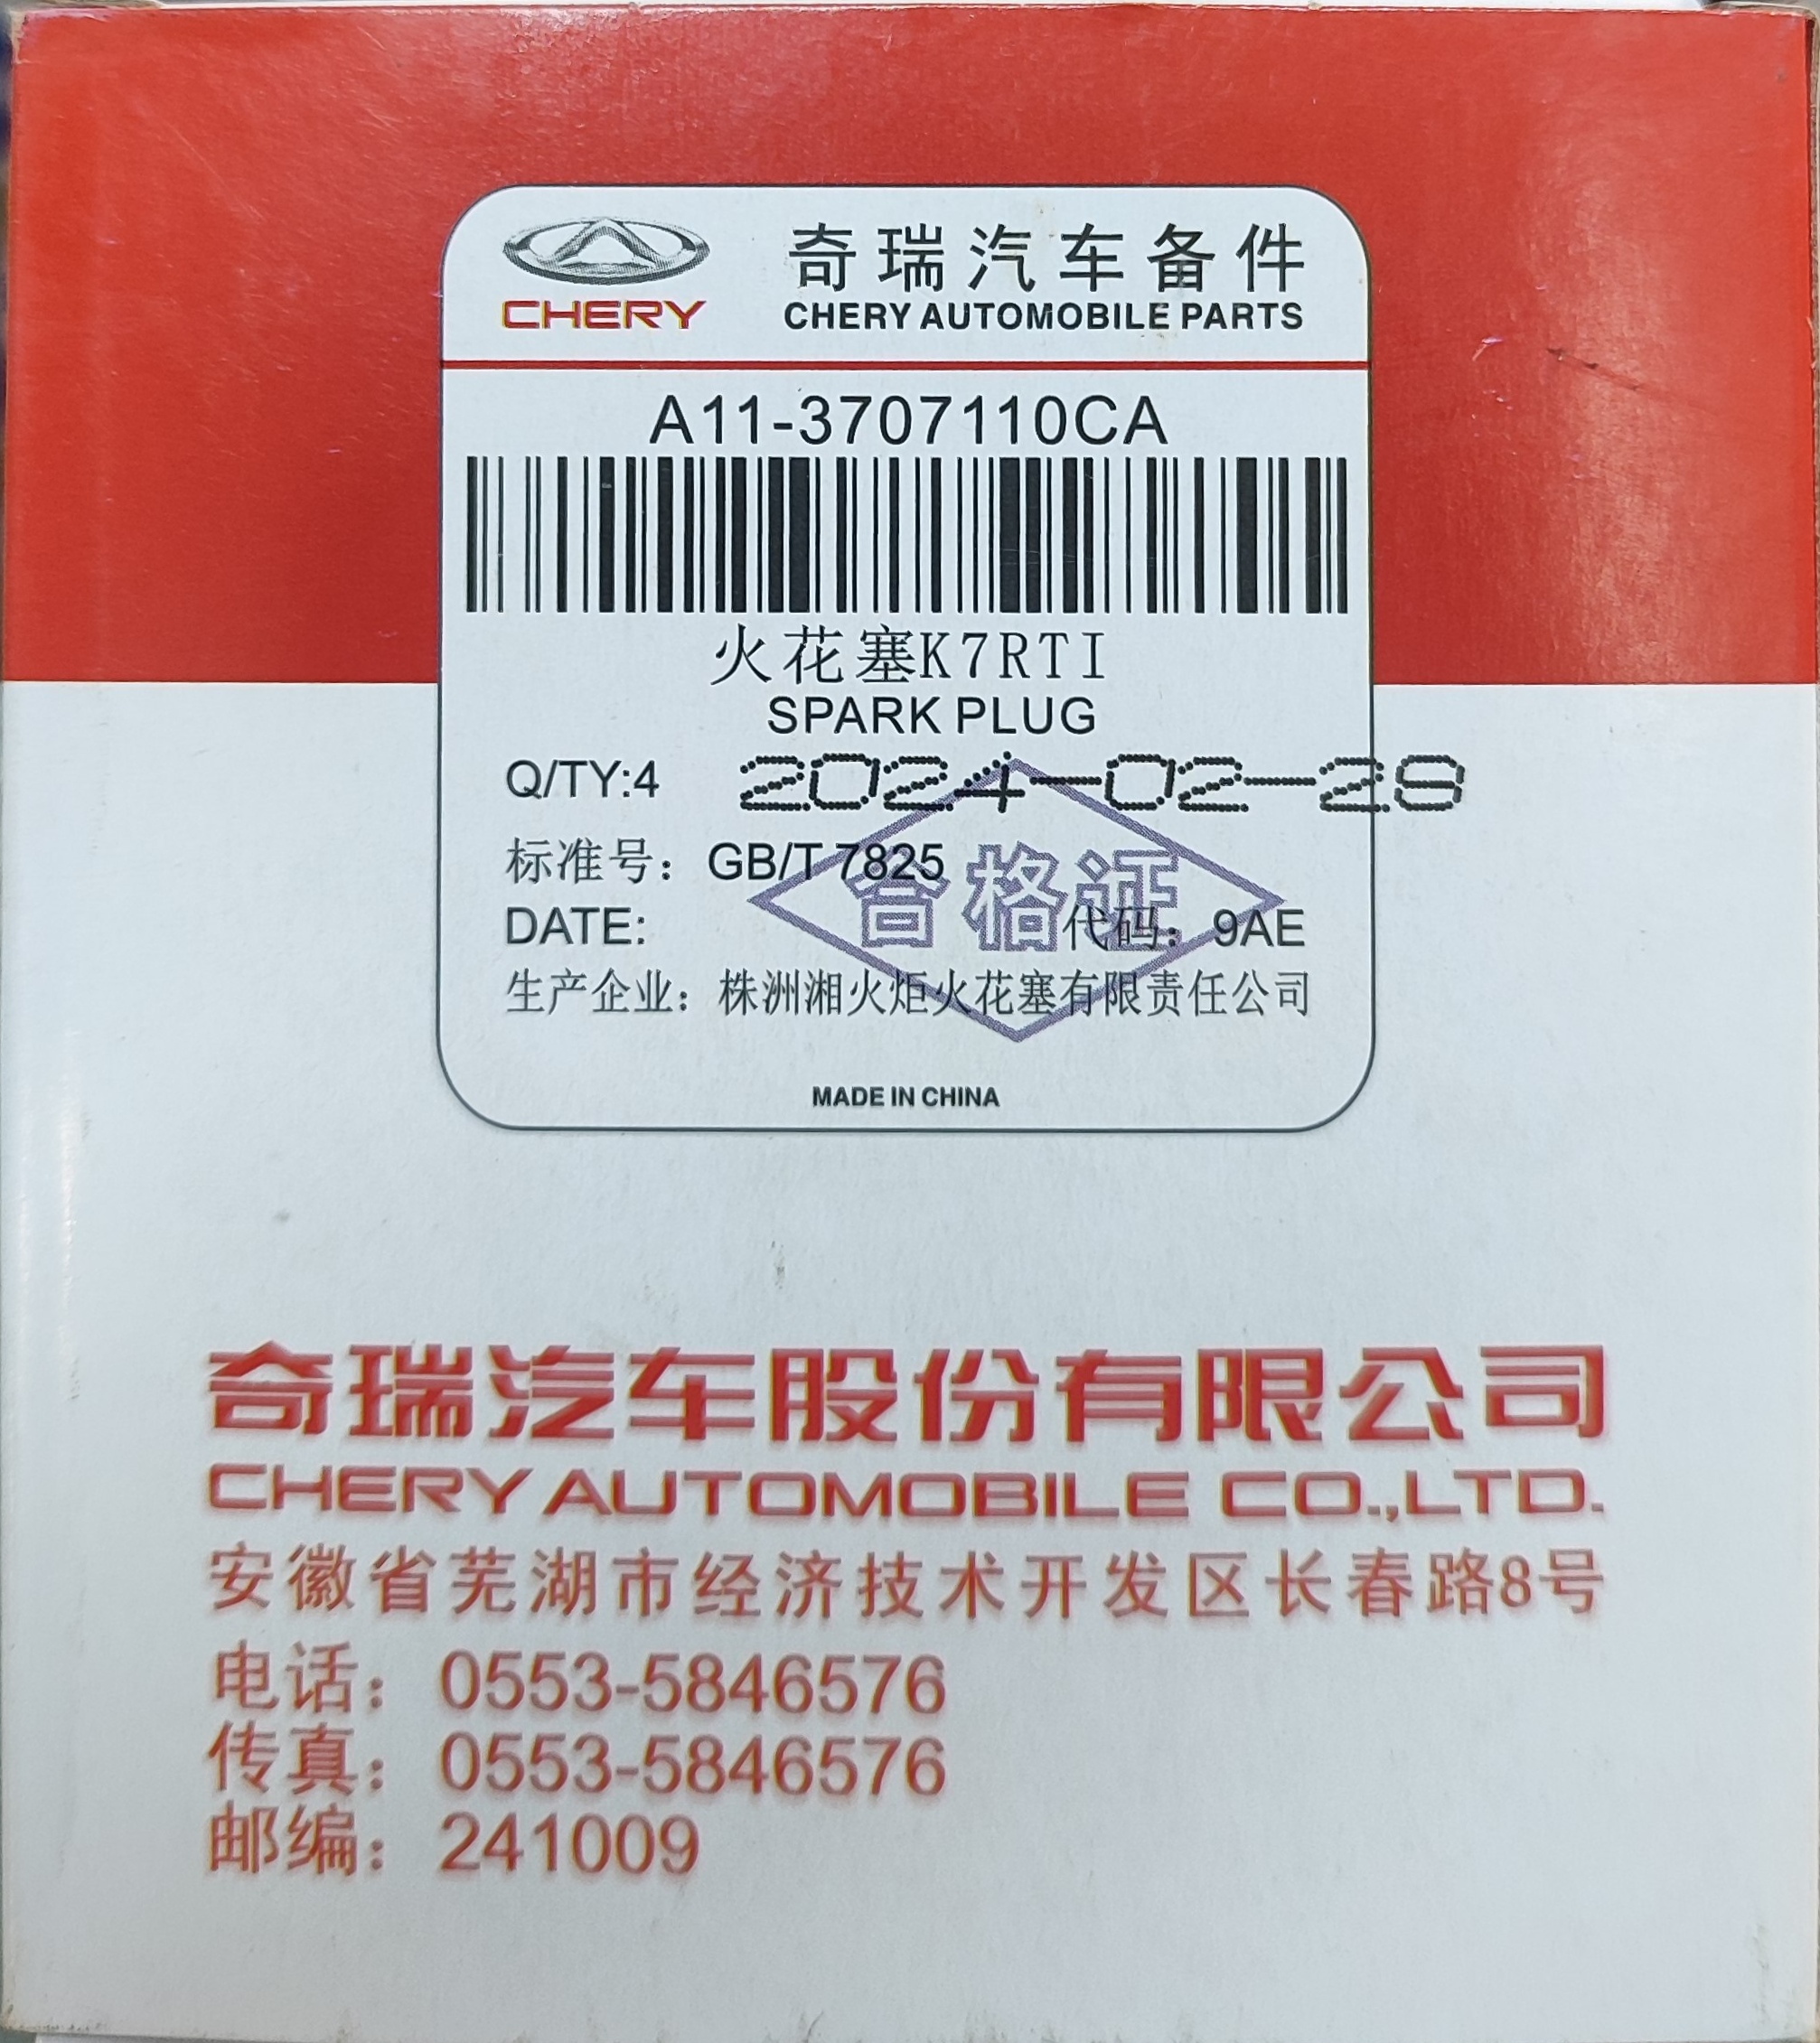 CHERY
奇瑞汽车备件
CHERY AUTOMOBILE PARTS
A11-3707110CA
火花塞K7RTI
SPARK PLUG
Q/TY:4 2024-02-28
标准号：GB/T 7825
合格证
DATE: 代码：9AE
生产企业：株洲湘火炬火花塞有限责任公司
MADE IN CHINA
奇瑞汽车股份有限公司
CHERY AUTOMOBILE CO.,LTD.
安徽省芜湖市经济技术开发区长春路8号
电话：0553-5846576
传真：0553-5846576
邮编：241009